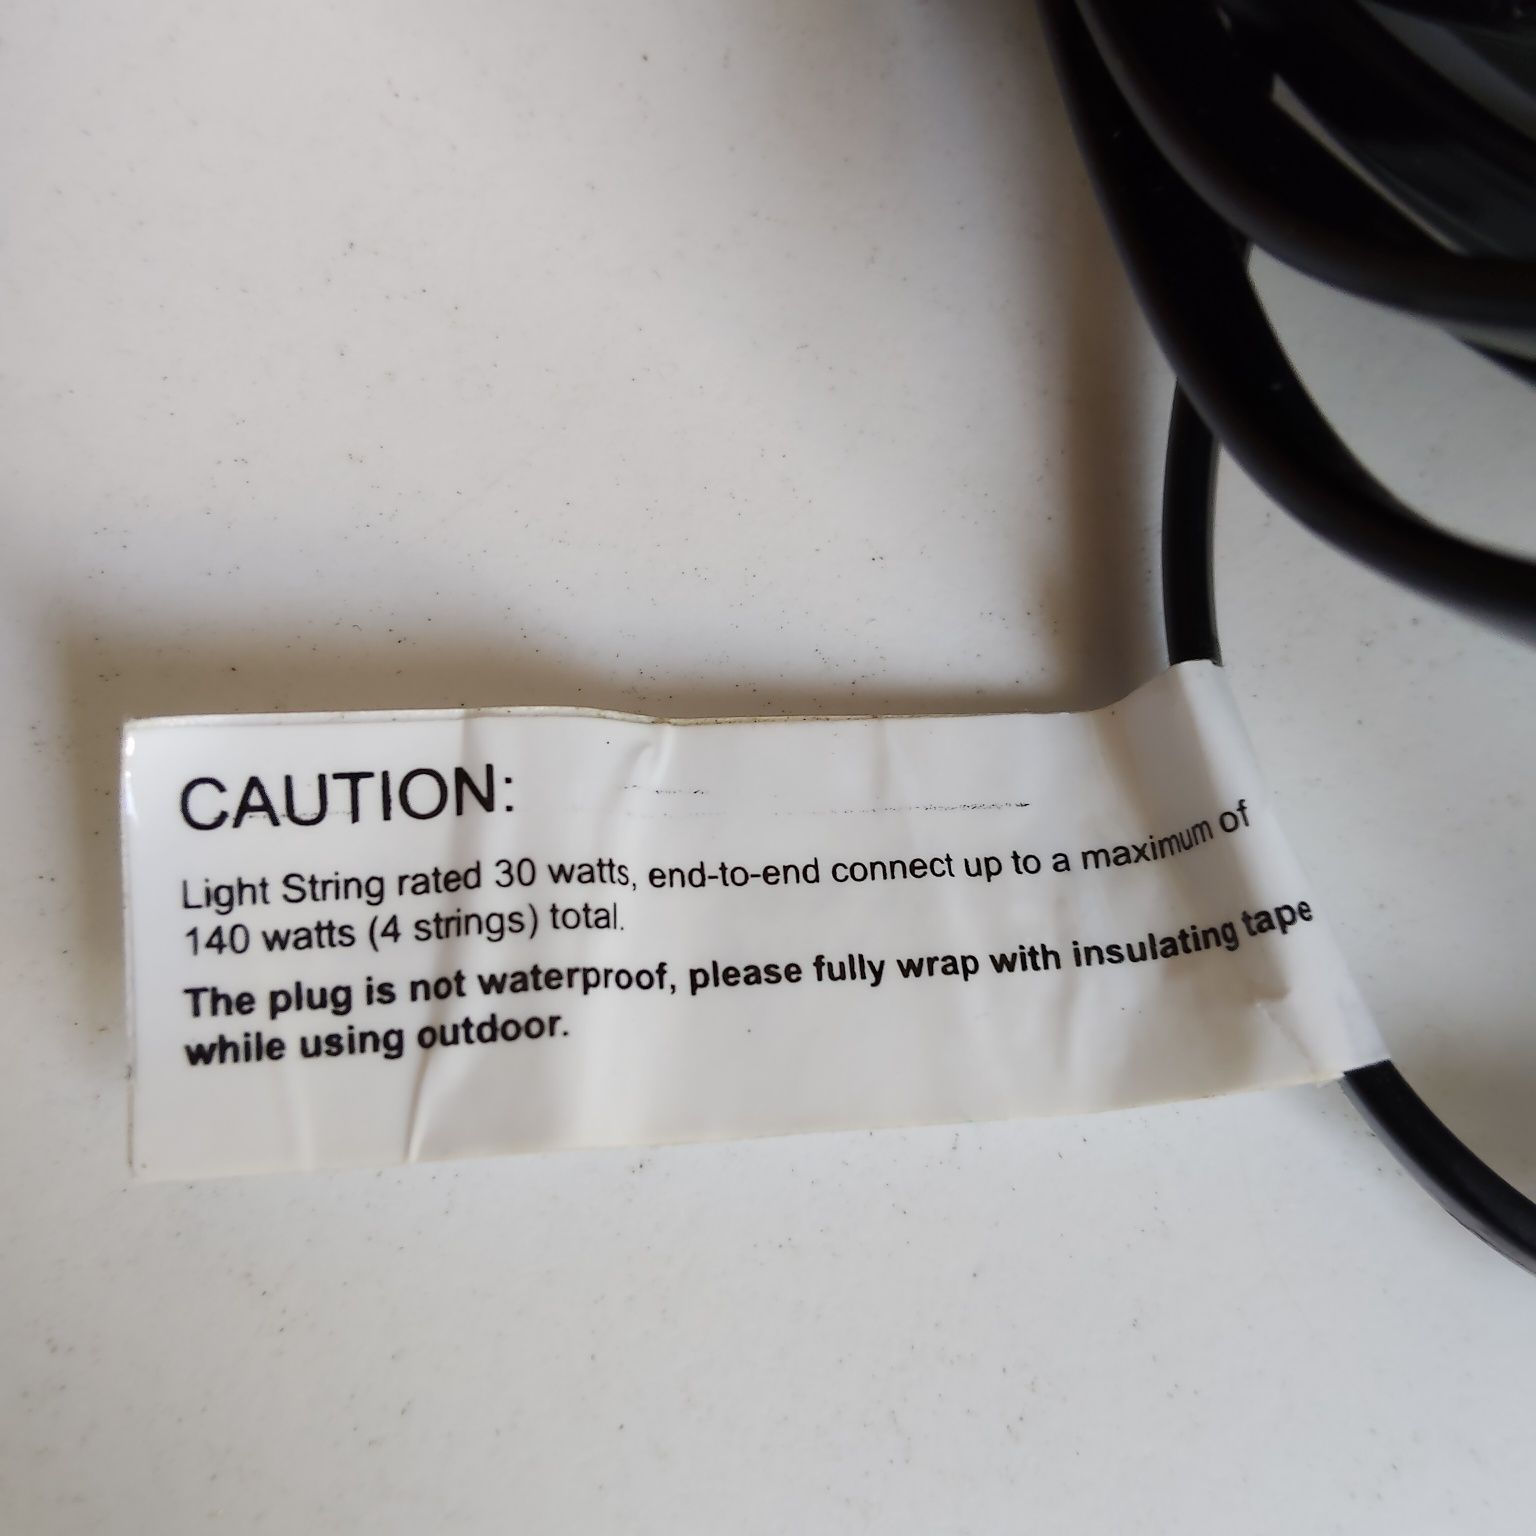 CAUTION:
Light String rated 30 watts, end-to-end connect up to a maximum of
140 watts (4 strings) total.
The plug is not waterproof, please fully wrap with insulating tape
while using outdoor.